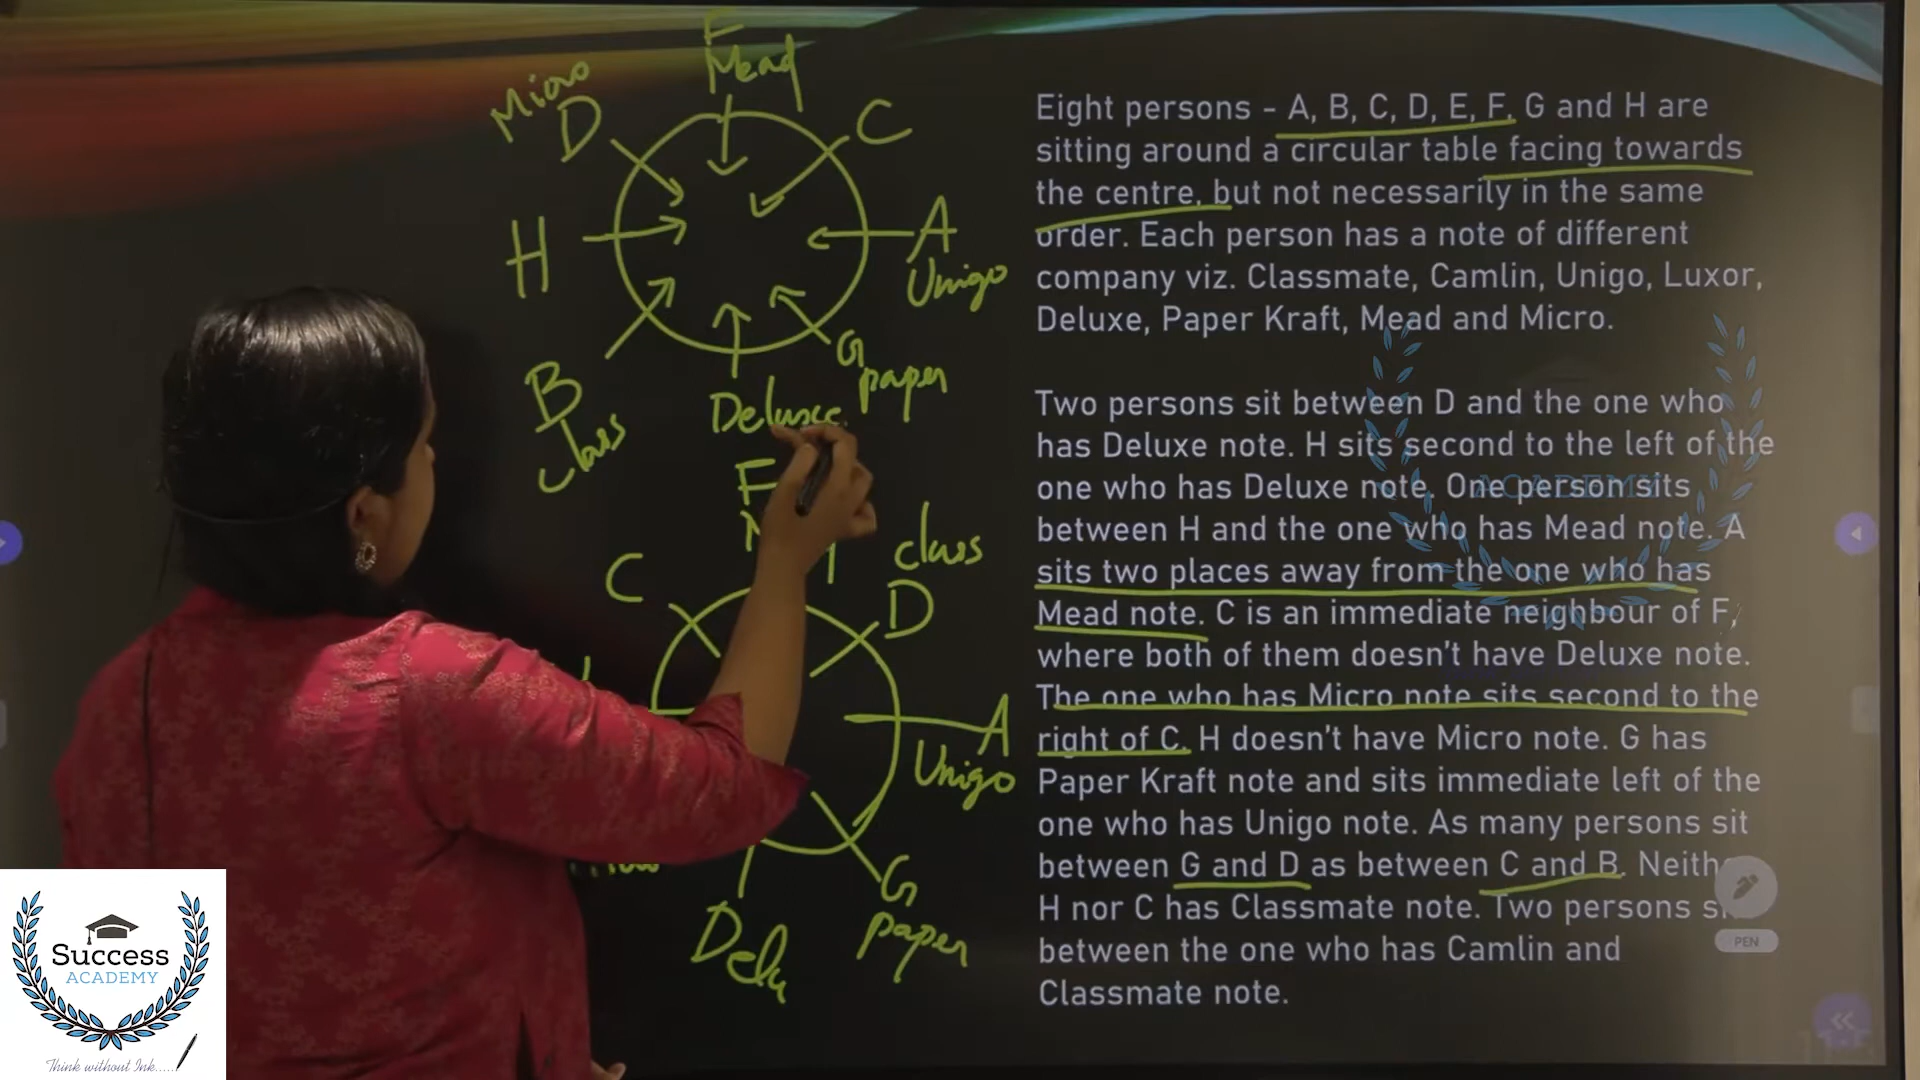 F
Mead
Micro
D
C
H
A
Unigo
B
class
G
paper
Deluxe
F
class
C
D
A
Unigo
G
paper
Delu
Eight persons - A, B, C, D, E, F, G and H are
sitting around a circular table facing towards
the centre, but not necessarily in the same
order. Each person has a note of different
company viz. Classmate, Camlin, Unigo, Luxor,
Deluxe, Paper Kraft, Mead and Micro.
Two persons sit between D and the one who
has Deluxe note. H sits second to the left of the
one who has Deluxe note. One person sits
between H and the one who has Mead note. A
sits two places away from the one who has
Mead note. C is an immediate neighbour of F,
where both of them doesn't have Deluxe note.
The one who has Micro note sits second to the
right of C. H doesn't have Micro note. G has
Paper Kraft note and sits immediate left of the
one who has Unigo note. As many persons sit
between G and D as between C and B. Neith
H nor C has Classmate note. Two persons
between the one who has Camlin and
Classmate note.
ACADEMY
PEN
Success
ACADEMY
Think without Ink.....